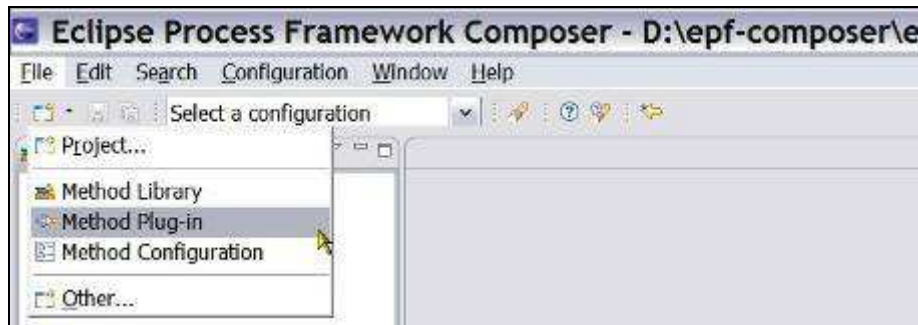 Eclipse Process Framework Composer - D:\epf-composer\e
File Edit Search Configuration Window Help
Select a configuration
Project...
Method Library
Method Plug-in
Method Configuration
Other...